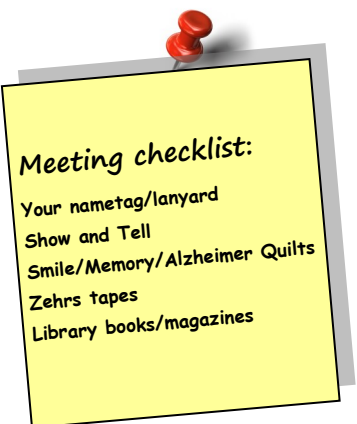 Meeting checklist:
Your nametag/lanyard
Show and Tell
Smile/Memory/Alzheimer Quilts
Zehrs tapes
Library books/magazines